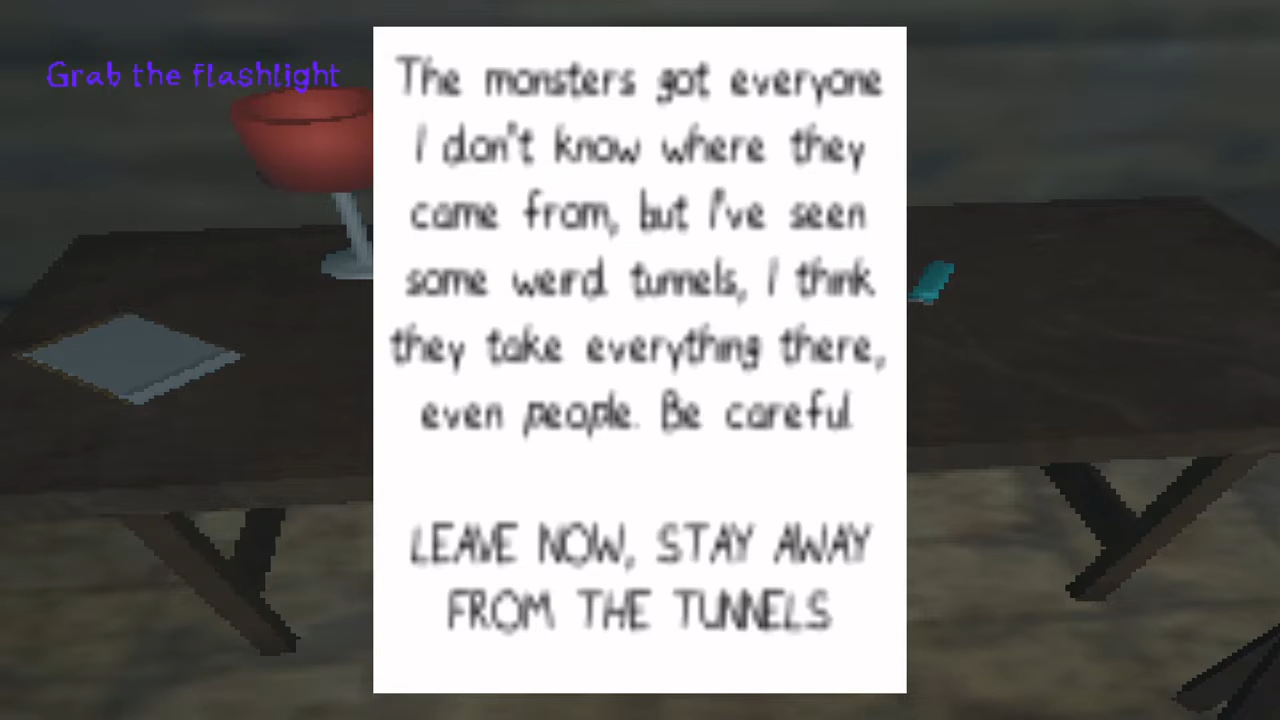 Grab the flashlight
The monsters got everyone
I don't know where they
came from, but I've seen
some weird tunnels, I think
they take everything there,
even people. Be careful.
LEAVE NOW, STAY AWAY
FROM THE TUNNELS